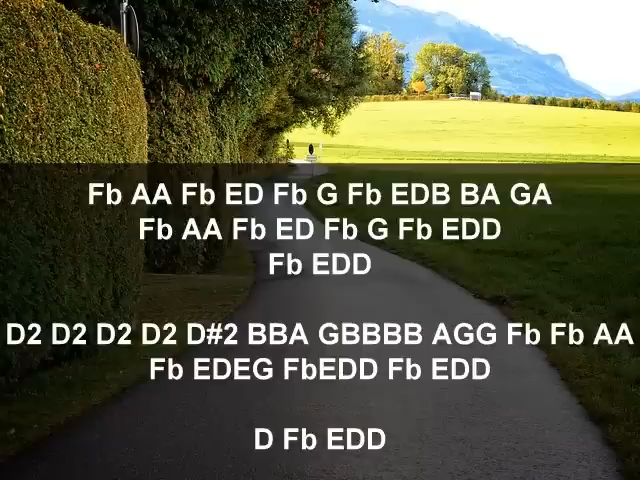 Fb AA Fb ED Fb G Fb EDB BA GA
Fb AA Fb ED Fb G Fb EDD
Fb EDD
D2 D2 D2 D2 D#2 BBA GBBBB AGG Fb Fb AA
Fb EDEG FbEDD Fb EDD
D Fb EDD